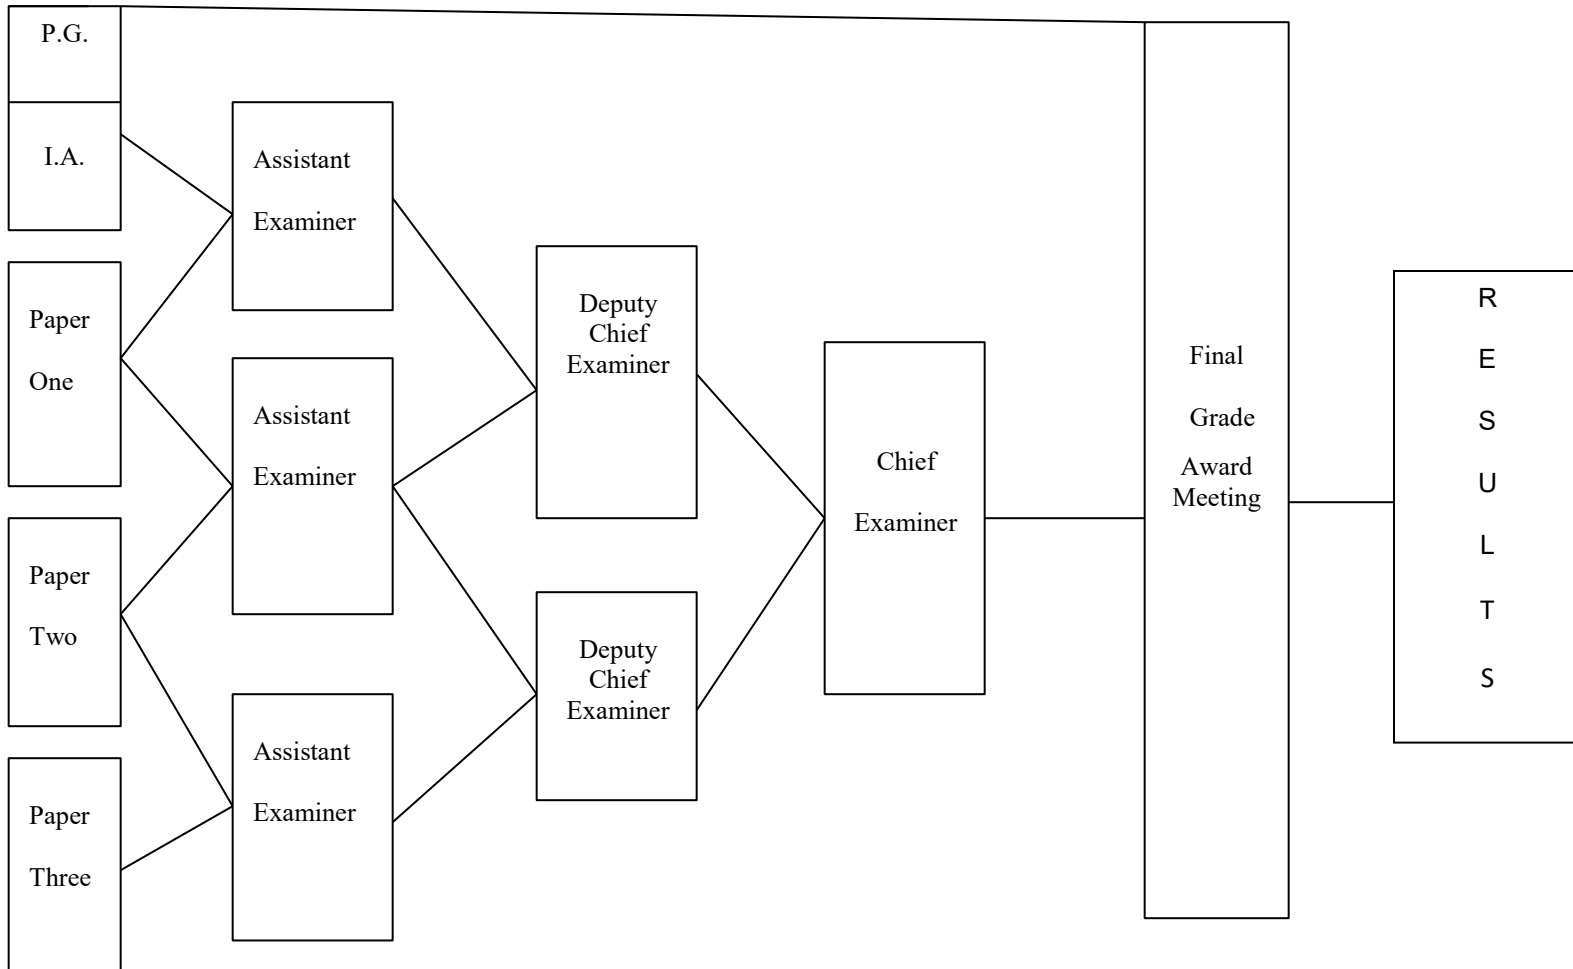 P.G.
I.A.
Paper
One
Paper
Two
Paper
Three
Assistant
Examiner
Assistant
Examiner
Assistant
Examiner
Deputy
Chief
Examiner
Deputy
Chief
Examiner
Chief
Examiner
Final
Grade
Award
Meeting
R
E
S
U
L
T
S